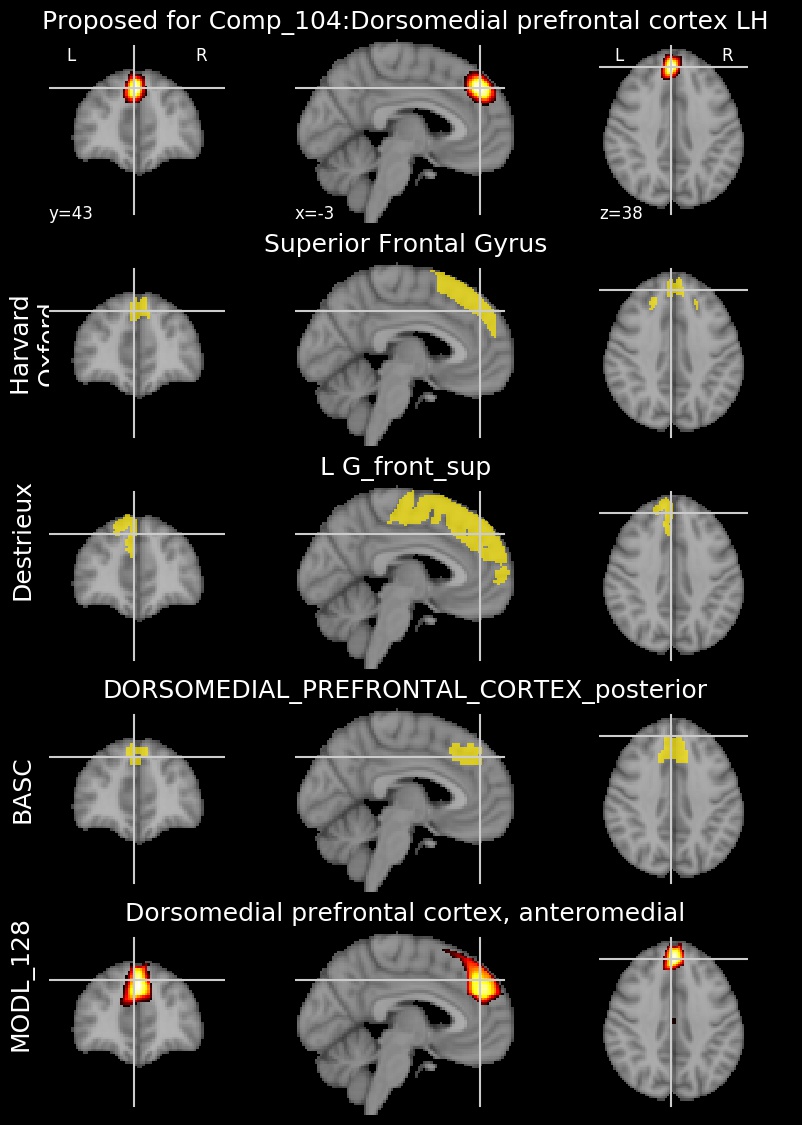 Proposed for Comp_104:Dorsomedial prefrontal cortex LH
L R L R
y=43 x=-3 z=38
Superior Frontal Gyrus
Harvard
Oxford
L G_front_sup
Destrieux
DORSOMEDIAL_PREFRONTAL_CORTEX_posterior
BASC
Dorsomedial prefrontal cortex, anteromedial
MODL_128